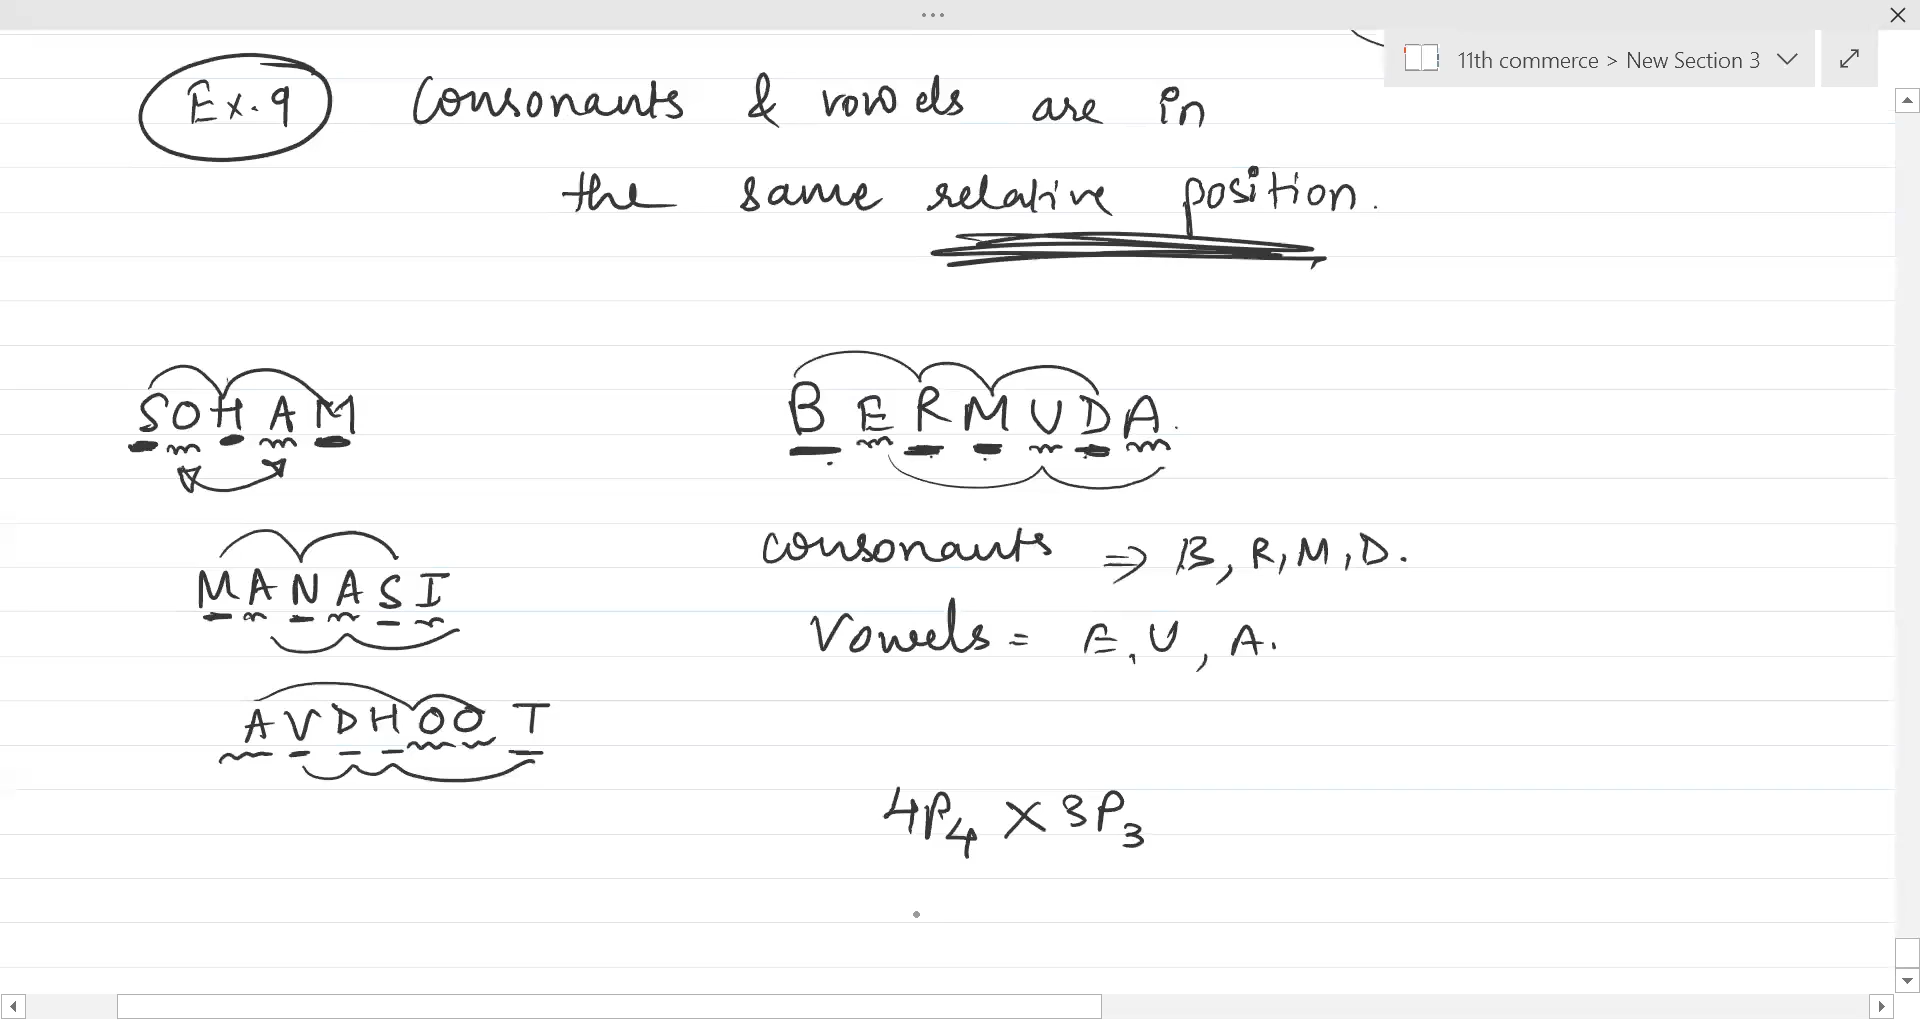 11th commerce > New Section 3
Ex. 9 Consonants & vowels are in
the same relative position.
SOHAM
BERMUDA.
consonants ⇒ B, R, M, D.
MANASI
Vowels = E, U, A.
AVDHOOT
4P4 × 3P3